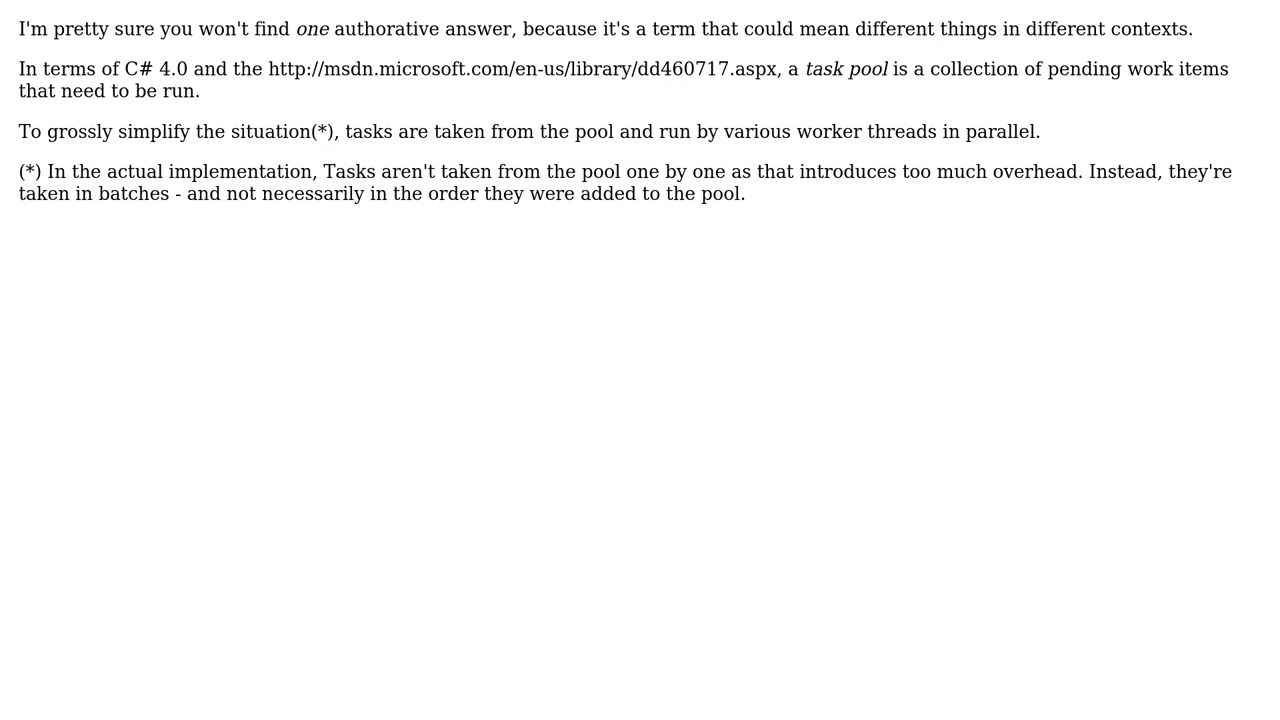 I'm pretty sure you won't find one authorative answer, because it's a term that could mean different things in different contexts.
In terms of C# 4.0 and the http://msdn.microsoft.com/en-us/library/dd460717.aspx, a task pool is a collection of pending work items
that need to be run.
To grossly simplify the situation(*), tasks are taken from the pool and run by various worker threads in parallel.
(*) In the actual implementation, Tasks aren't taken from the pool one by one as that introduces too much overhead. Instead, they're
taken in batches - and not necessarily in the order they were added to the pool.